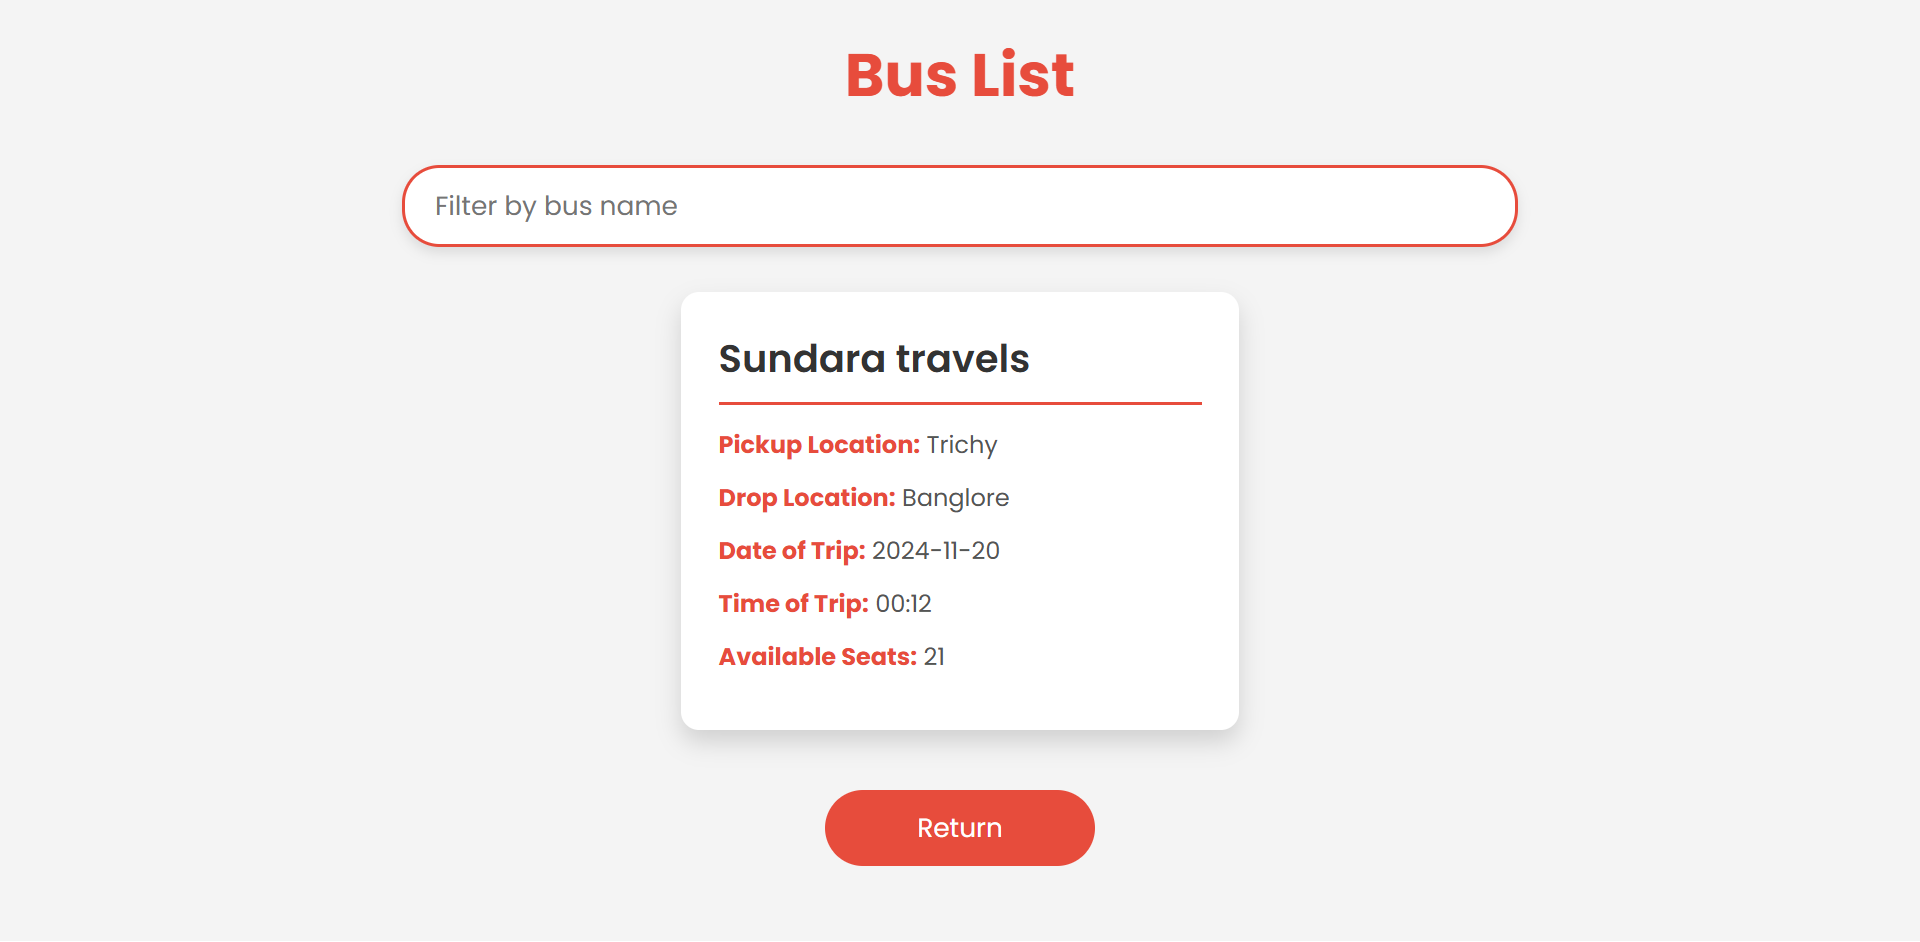 Bus List
Filter by bus name
Sundara travels
Pickup Location: Trichy
Drop Location: Banglore
Date of Trip: 2024-11-20
Time of Trip: 00:12
Available Seats: 21
Return